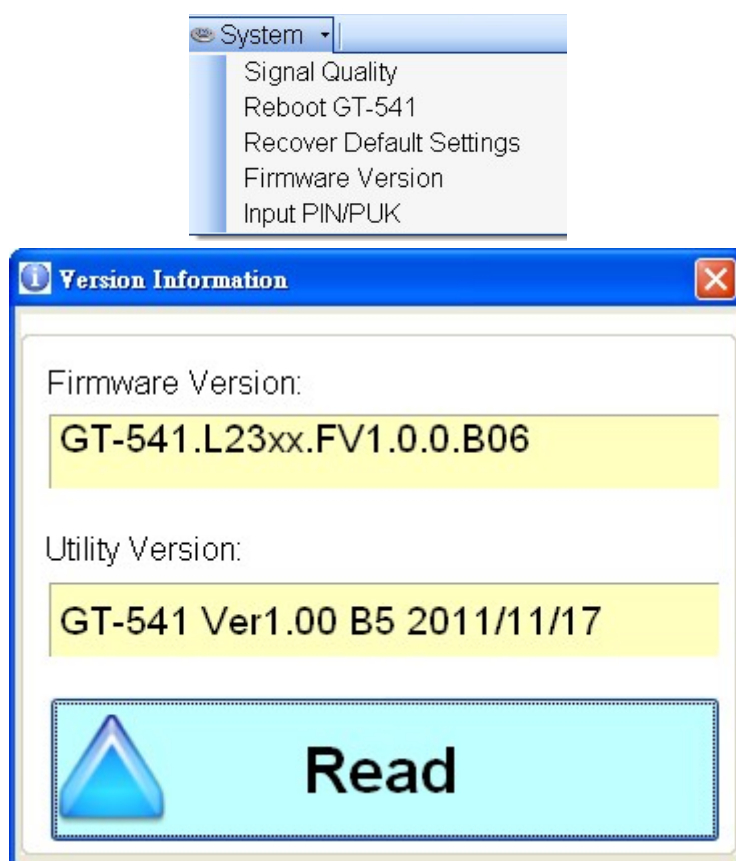 System
Signal Quality
Reboot GT-541
Recover Default Settings
Firmware Version
Input PIN/PUK
Version Information
Firmware Version:
GT-541.L23xx.FV1.0.0.B06
Utility Version:
GT-541 Ver1.00 B5 2011/11/17
Read